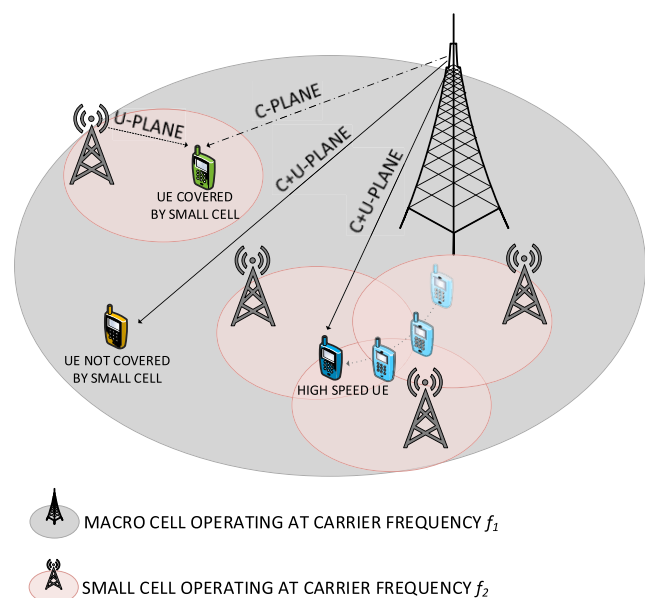 C-PLANE
U-PLANE
C+U-PLANE
C+U-PLANE
UE COVERED
BY SMALL CELL
UE NOT COVERED
BY SMALL CELL
HIGH SPEED UE
MACRO CELL OPERATING AT CARRIER FREQUENCY f₁
SMALL CELL OPERATING AT CARRIER FREQUENCY f₂